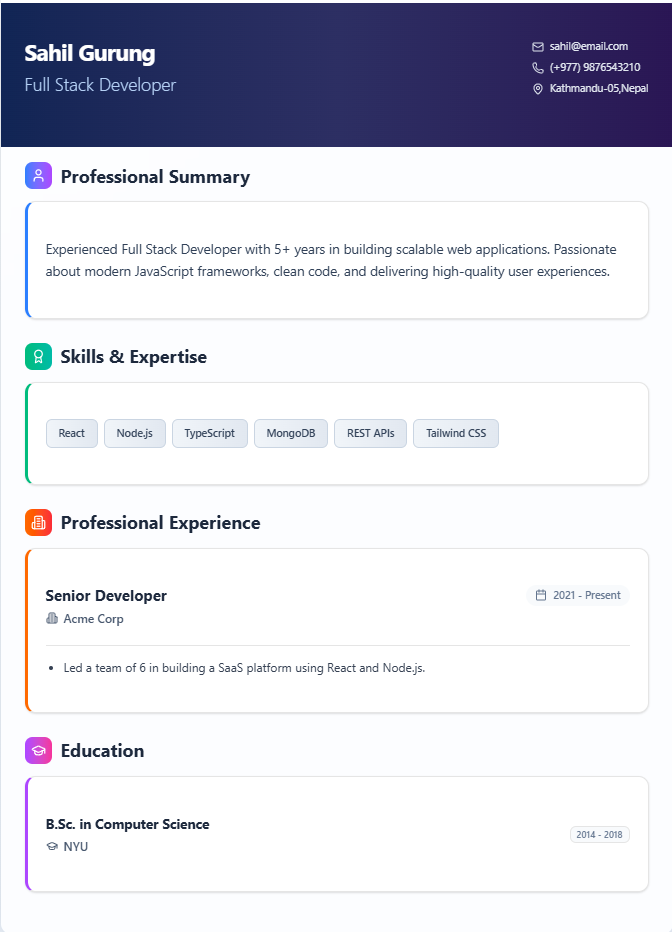 Sahil Gurung
Full Stack Developer
sahil@email.com
(+977) 9876543210
Kathmandu-05,Nepal
Professional Summary
Experienced Full Stack Developer with 5+ years in building scalable web applications. Passionate
about modern JavaScript frameworks, clean code, and delivering high-quality user experiences.
Skills & Expertise
React Node.js TypeScript MongoDB REST APIs Tailwind CSS
Professional Experience
Senior Developer 2021 - Present
Acme Corp
• Led a team of 6 in building a SaaS platform using React and Node.js.
Education
B.Sc. in Computer Science
2014 - 2018
NYU